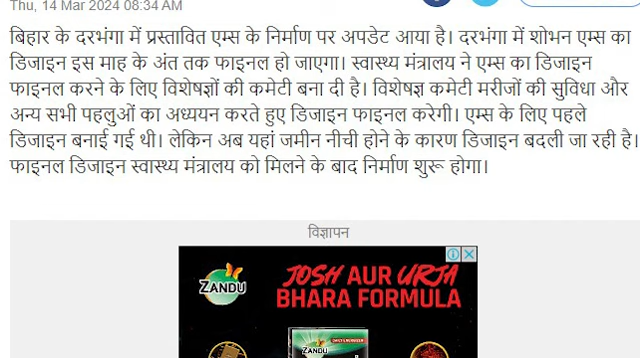 Thu, 14 Mar 2024 08:34 AM
बिहार के दरभंगा में प्रस्तावित एम्स के निर्माण पर अपडेट आया है। दरभंगा में शोभन एम्स का
डिजाइन इस माह के अंत तक फाइनल हो जाएगा। स्वास्थ्य मंत्रालय ने एम्स का डिजाइन
फाइनल करने के लिए विशेषज्ञों की कमेटी बना दी है। विशेषज्ञ कमेटी मरीजों की सुविधा और
अन्य सभी पहलुओं का अध्ययन करते हुए डिजाइन फाइनल करेगी। एम्स के लिए पहले
डिजाइन बनाई गई थी। लेकिन अब यहां जमीन नीची होने के कारण डिजाइन बदली जा रही है।
फाइनल डिजाइन स्वास्थ्य मंत्रालय को मिलने के बाद निर्माण शुरू होगा।
विज्ञापन
ZANDU
JOSH AUR URJA
BHARA FORMULA
ZANDU